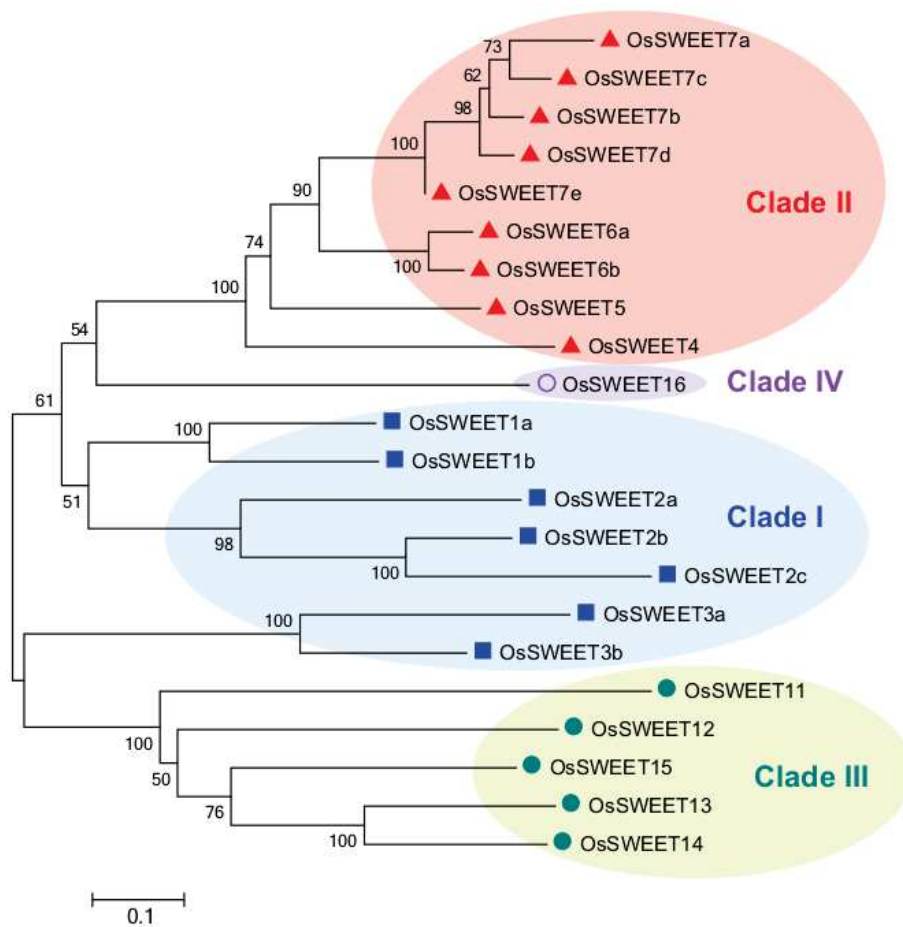 73
OsSWEET7a
62
OsSWEET7c
98
OsSWEET7b
100
OsSWEET7d
90
OsSWEET7e
Clade II
74
OsSWEET6a
100
OsSWEET6b
100
OsSWEET5
54
OsSWEET4
OsSWEET16
Clade IV
61
100
OsSWEET1a
OsSWEET1b
51
OsSWEET2a
Clade I
98
OsSWEET2b
100
OsSWEET2c
100
OsSWEET3a
OsSWEET3b
OsSWEET11
100
OsSWEET12
50
OsSWEET15
Clade III
76
OsSWEET13
100
OsSWEET14
0.1